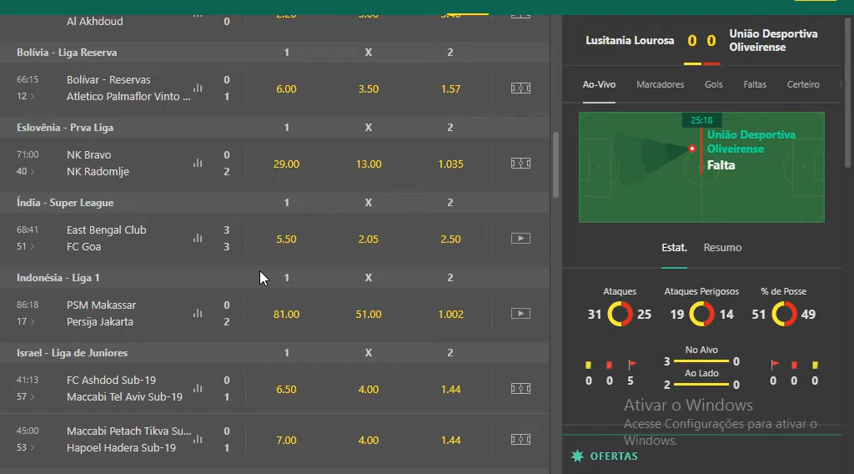 Al Akhdoud 0
Bolívia - Liga Reserva 1 X 2
66:15 Bolívar - Reservas 0
12 > Atletico Palmaflor Vinto ... 1
6.00 3.50 1.57
Eslovênia - Prva Liga 1 X 2
71:00 NK Bravo 0
40 > NK Radomlje 2
29.00 13.00 1.035
Índia - Super League 1 X 2
68:41 East Bengal Club 3
51 > FC Goa 3
5.50 2.05 2.50
Indonésia - Liga 1 1 X 2
86:18 PSM Makassar 0
17 > Persija Jakarta 2
81.00 51.00 1.002
Israel - Liga de Juniores 1 X 2
41:13 FC Ashdod Sub-19 0
57 > Maccabi Tel Aviv Sub-19 1
6.50 4.00 1.44
45:00 Maccabi Petach Tikva Su... 0
53 > Hapoel Hadera Sub-19 1
7.00 4.00 1.44
Lusitania Lourosa 0 0 União Desportiva
Oliveirense
Ao-Vivo Marcadores Gols Faltas Certeiro
25:18
União Desportiva
Oliveirense
Falta
Estat. Resumo
Ataques Ataques Perigosos % de Posse
31 25 19 14 51 49
No Alvo
3 0
Ao Lado
2 0
0 0 5 0 0 0
Ativar o Windows
Acesse Configurações para ativar o
Windows.
OFERTAS